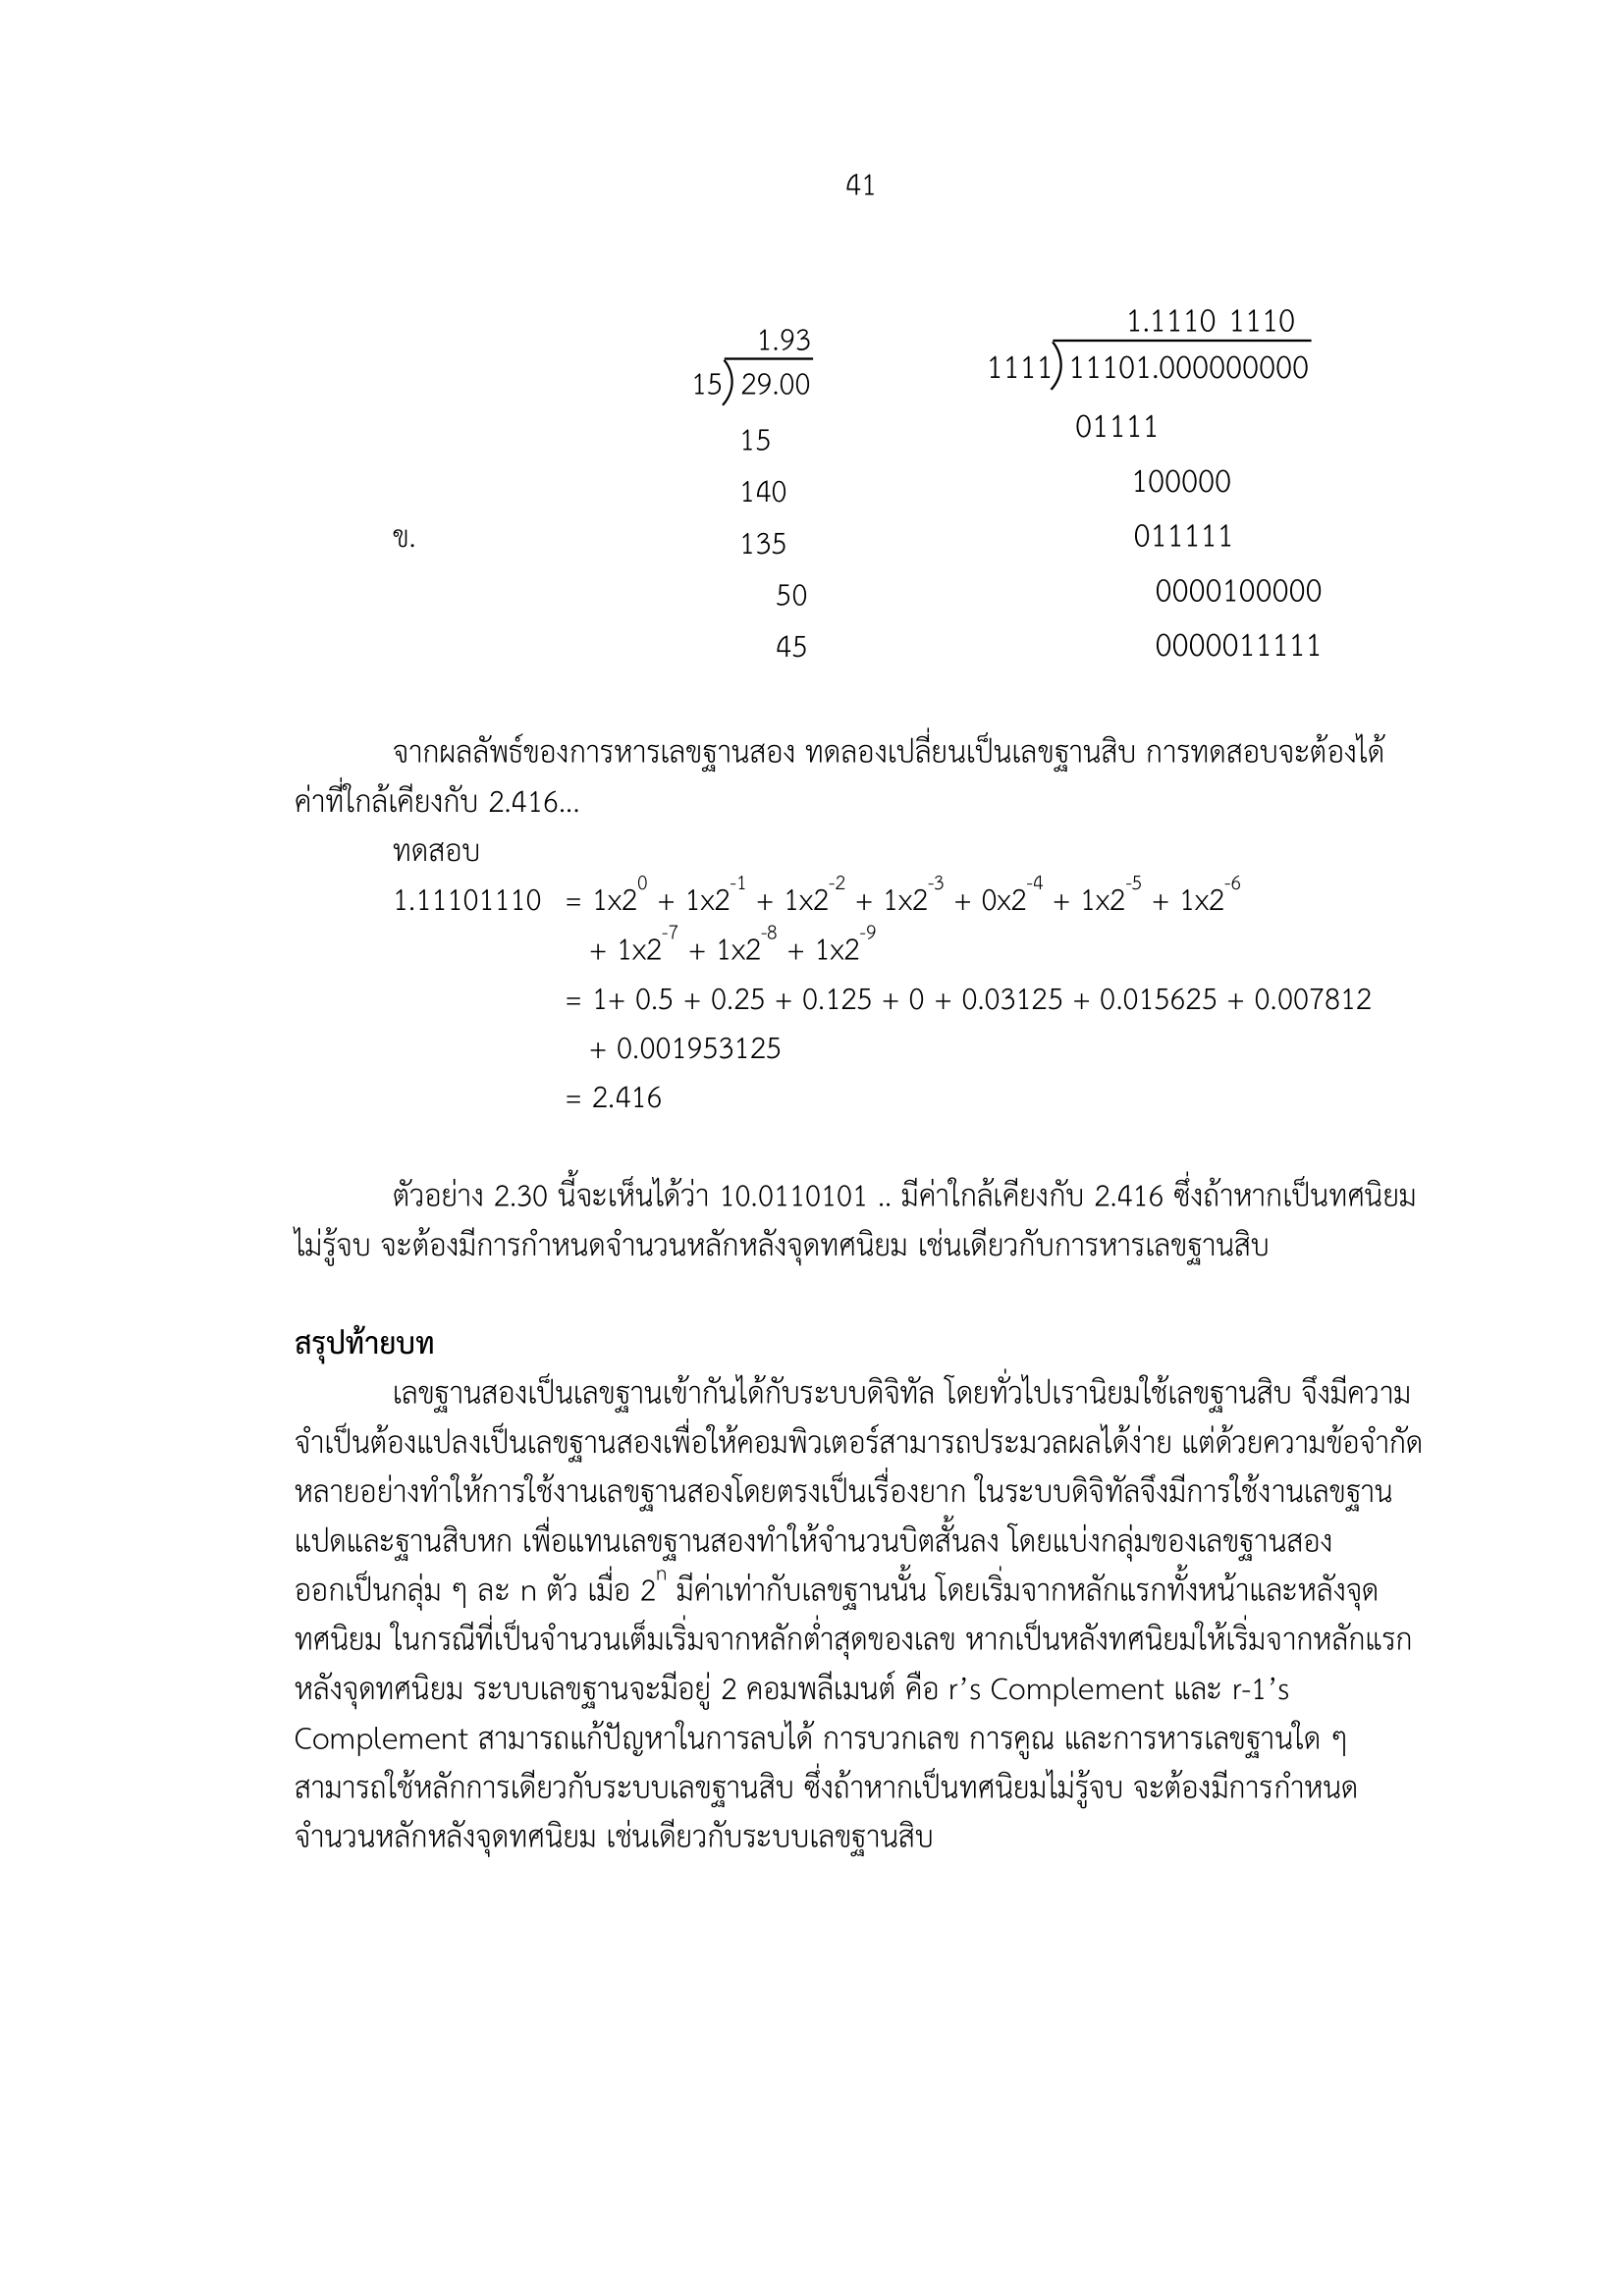 41
1.93
15)29.00
15
140
ข. 135
50
45
1.1110 1110
1111)11101.000000000
01111
100000
011111
0000100000
0000011111
จากผลลัพธ์ของการหารเลขฐานสอง ทดลองเปลี่ยนเป็นเลขฐานสิบ การทดสอบจะต้องได้
ค่าที่ใกล้เคียงกับ 2.416...
ทดสอบ
1.11101110 = 1x2⁰ + 1x2⁻¹ + 1x2⁻² + 1x2⁻³ + 0x2⁻⁴ + 1x2⁻⁵ + 1x2⁻⁶
+ 1x2⁻⁷ + 1x2⁻⁸ + 1x2⁻⁹
= 1+ 0.5 + 0.25 + 0.125 + 0 + 0.03125 + 0.015625 + 0.007812
+ 0.001953125
= 2.416
ตัวอย่าง 2.30 นี้จะเห็นได้ว่า 10.0110101 .. มีค่าใกล้เคียงกับ 2.416 ซึ่งถ้าหากเป็นทศนิยม
ไม่รู้จบ จะต้องมีการกำหนดจำนวนหลักหลังจุดทศนิยม เช่นเดียวกับการหารเลขฐานสิบ
สรุปท้ายบท
เลขฐานสองเป็นเลขฐานเข้ากันได้กับระบบดิจิทัล โดยทั่วไปเรานิยมใช้เลขฐานสิบ จึงมีความ
จำเป็นต้องแปลงเป็นเลขฐานสองเพื่อให้คอมพิวเตอร์สามารถประมวลผลได้ง่าย แต่ด้วยความข้อจำกัด
หลายอย่างทำให้การใช้งานเลขฐานสองโดยตรงเป็นเรื่องยาก ในระบบดิจิทัลจึงมีการใช้งานเลขฐาน
แปดและฐานสิบหก เพื่อแทนเลขฐานสองทำให้จำนวนบิตสั้นลง โดยแบ่งกลุ่มของเลขฐานสอง
ออกเป็นกลุ่ม ๆ ละ n ตัว เมื่อ 2ⁿ มีค่าเท่ากับเลขฐานนั้น โดยเริ่มจากหลักแรกทั้งหน้าและหลังจุด
ทศนิยม ในกรณีที่เป็นจำนวนเต็มเริ่มจากหลักต่ำสุดของเลข หากเป็นหลังทศนิยมให้เริ่มจากหลักแรก
หลังจุดทศนิยม ระบบเลขฐานจะมีอยู่ 2 คอมพลีเมนต์ คือ r’s Complement และ r-1’s
Complement สามารถแก้ปัญหาในการลบได้ การบวกเลข การคูณ และการหารเลขฐานใด ๆ
สามารถใช้หลักการเดียวกับระบบเลขฐานสิบ ซึ่งถ้าหากเป็นทศนิยมไม่รู้จบ จะต้องมีการกำหนด
จำนวนหลักหลังจุดทศนิยม เช่นเดียวกับระบบเลขฐานสิบ